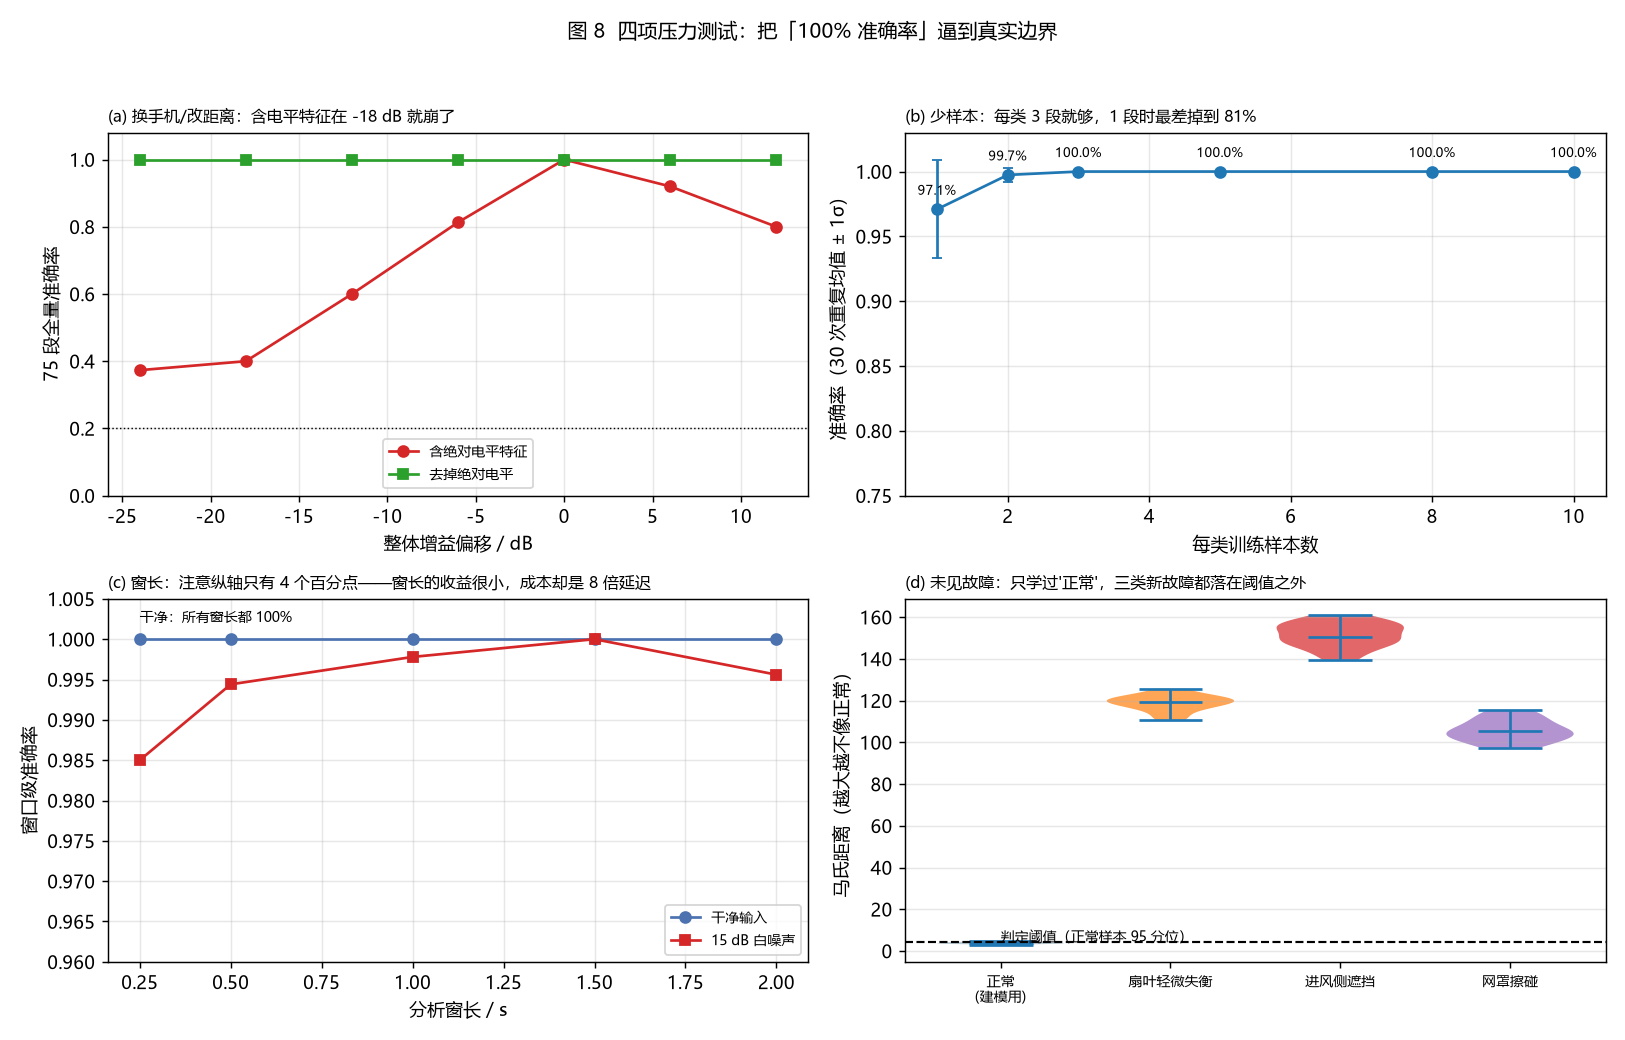 图 8  四项压力测试：把「100% 准确率」逼到真实边界
(a) 换手机/改距离：含电平特征在 -18 dB 就崩了
75 段全量准确率
1.0
0.8
0.6
0.4
0.2
0.0
-25 -20 -15 -10 -5 0 5 10
整体增益偏移 / dB
含绝对电平特征
去掉绝对电平
(b) 少样本：每类 3 段就够，1 段时最差掉到 81%
准确率（30 次重复均值 ± 1σ）
1.00
0.95
0.90
0.85
0.80
0.75
97.1% 99.7% 100.0% 100.0% 100.0% 100.0%
2 4 6 8 10
每类训练样本数
(c) 窗长：注意纵轴只有 4 个百分点——窗长的收益很小，成本却是 8 倍延迟
窗口级准确率
1.005
1.000
0.995
0.990
0.985
0.980
0.975
0.970
0.965
0.960
干净：所有窗长都 100%
干净输入
15 dB 白噪声
0.25 0.50 0.75 1.00 1.25 1.50 1.75 2.00
分析窗长 / s
(d) 未见故障：只学过'正常'，三类新故障都落在阈值之外
马氏距离（越大越不像正常）
160
140
120
100
80
60
40
20
0
判定阈值（正常样本 95 分位）
正常 扇叶轻微失衡 进风侧遮挡 网罩擦碰
(建模用)